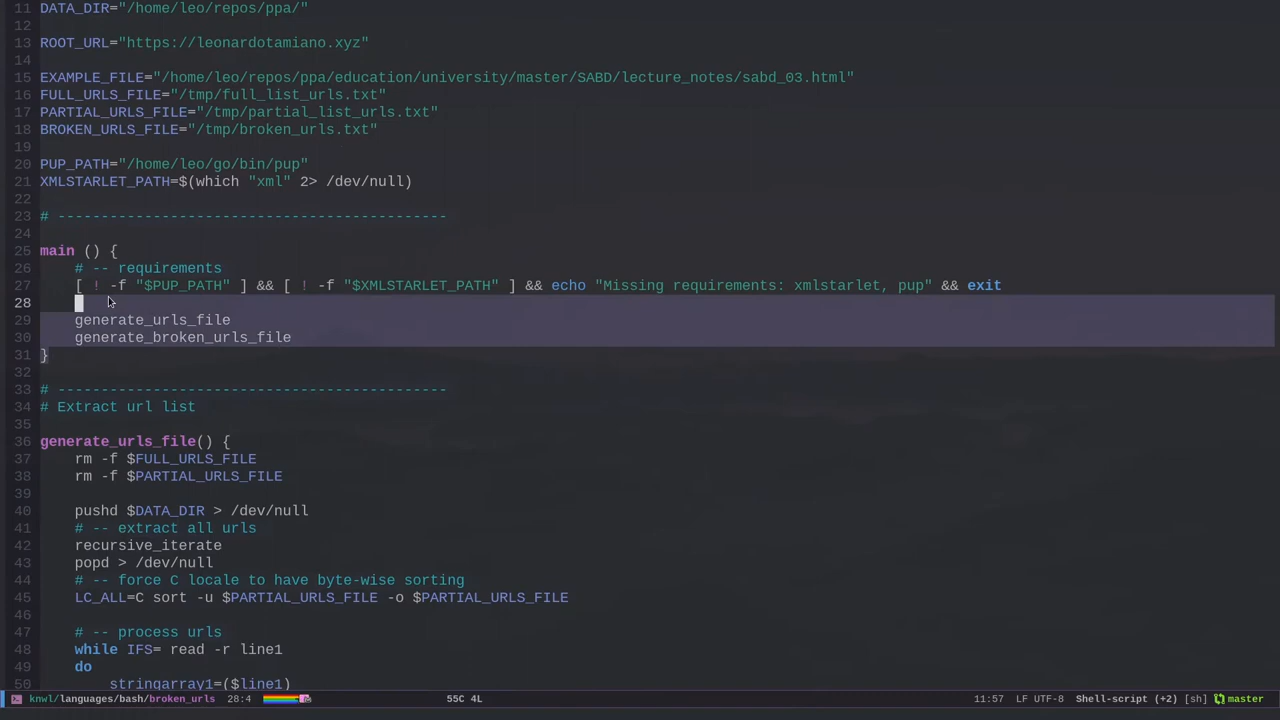 11 DATA_DIR="/home/leo/repos/ppa/"
12
13 ROOT_URL="https://leonardotamiano.xyz"
14
15 EXAMPLE_FILE="/home/leo/repos/ppa/education/university/master/SABD/lecture_notes/sabd_03.html"
16 FULL_URLS_FILE="/tmp/full_list_urls.txt"
17 PARTIAL_URLS_FILE="/tmp/partial_list_urls.txt"
18 BROKEN_URLS_FILE="/tmp/broken_urls.txt"
19
20 PUP_PATH="/home/leo/go/bin/pup"
21 XMLSTARLET_PATH=$(which "xml" 2> /dev/null)
22
23 # ---------------------------------------------
24
25 main () {
26     # -- requirements
27     [ ! -f "$PUP_PATH" ] && [ ! -f "$XMLSTARLET_PATH" ] && echo "Missing requirements: xmlstarlet, pup" && exit
28
29     generate_urls_file
30     generate_broken_urls_file
31 }
32
33 # ---------------------------------------------
34 # Extract url list
35
36 generate_urls_file() {
37     rm -f $FULL_URLS_FILE
38     rm -f $PARTIAL_URLS_FILE
39
40     pushd $DATA_DIR > /dev/null
41     # -- extract all urls
42     recursive_iterate
43     popd > /dev/null
44     # -- force C locale to have byte-wise sorting
45     LC_ALL=C sort -u $PARTIAL_URLS_FILE -o $PARTIAL_URLS_FILE
46
47     # -- process urls
48     while IFS= read -r line1
49     do
50         stringarray1=($line1)
knwl/languages/bash/broken_urls 28:4 55C 4L 11:57 LF UTF-8 Shell-script (+2) [sh] master